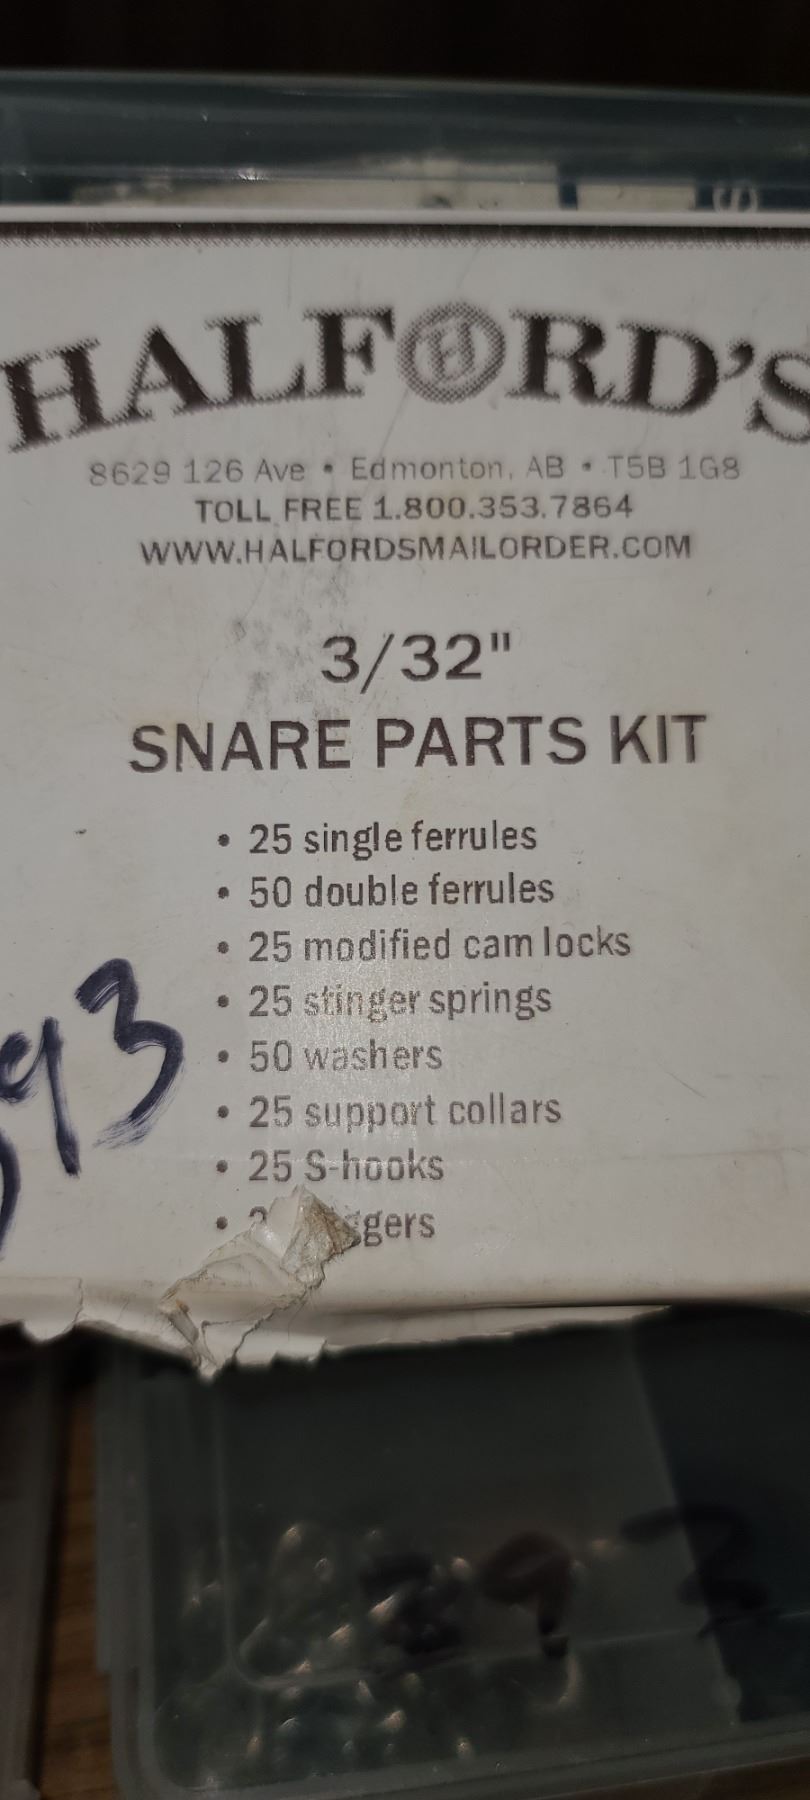 HALFORD'S
8629 126 Ave • Edmonton, AB • T5B 1G8
TOLL FREE 1.800.353.7864
WWW.HALFORDSMAILORDER.COM
3/32"
SNARE PARTS KIT
• 25 single ferrules
• 50 double ferrules
• 25 modified cam locks
• 25 stinger springs
• 50 washers
• 25 support collars
• 25 S-hooks
93